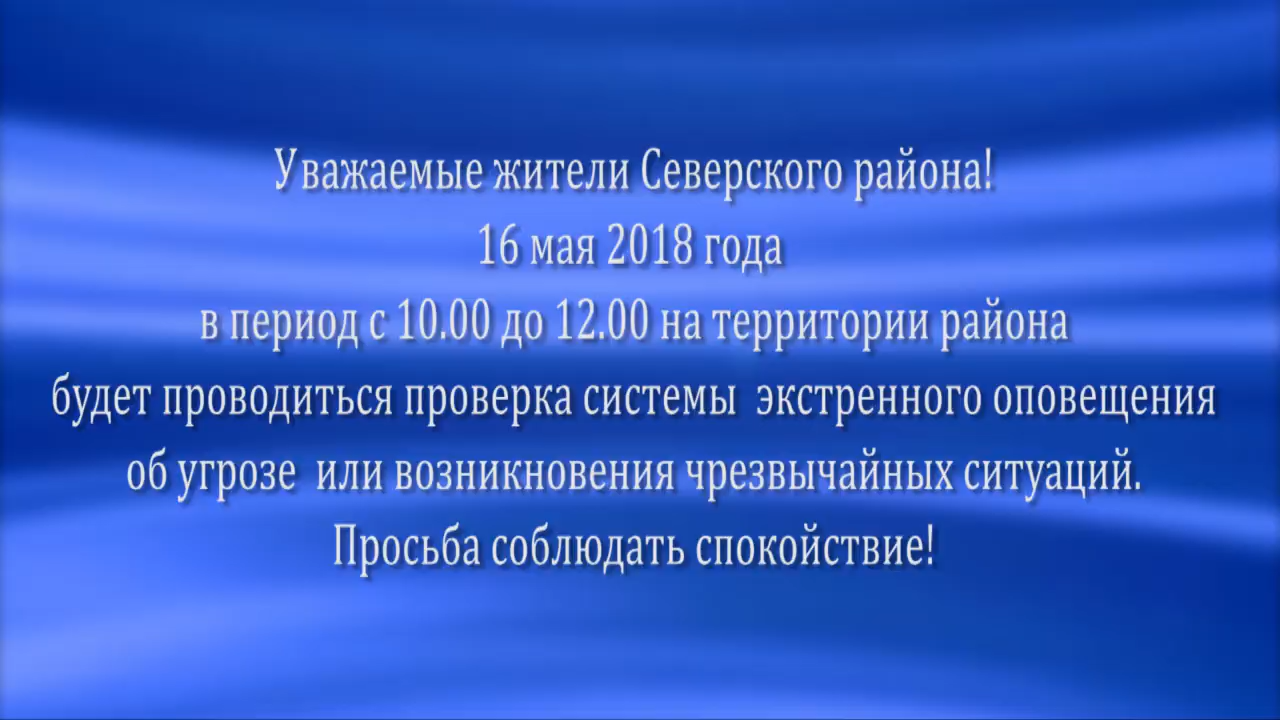 Уважаемые жители Северского района!
16 мая 2018 года
в период с 10.00 до 12.00 на территории района
будет проводиться проверка системы  экстренного оповещения
об угрозе  или возникновения чрезвычайных ситуаций.
Просьба соблюдать спокойствие!